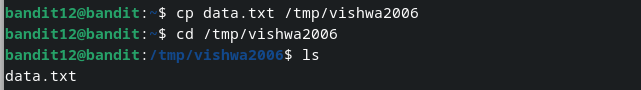 bandit12@bandit:~$ cp data.txt /tmp/vishwa2006
bandit12@bandit:~$ cd /tmp/vishwa2006
bandit12@bandit:/tmp/vishwa2006$ ls
data.txt